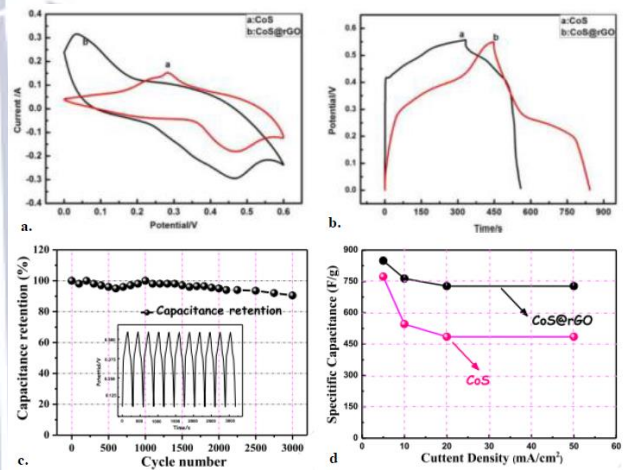 a:CoS
b:CoS@rGO
b
a
Current /A
0.4
0.3
0.2
0.1
0.0
-0.1
-0.2
-0.3
-0.4
0.0 0.1 0.2 0.3 0.4 0.5 0.6
Potential/V
a.
a:CoS
b:CoS@rGO
a
b
Potential/V
0.6
0.5
0.4
0.3
0.2
0.1
0.0
0 150 300 450 600 750 900
Time/s
b.
Capacitance retention (%)
120
100
80
60
40
20
0
Capacitance retention
Potential/V
Time/s
0 500 1000 1500 2000 2500 3000
Cycle number
c.
Specitific Capacitance (F/g)
900
750
600
450
300
150
0
CoS@rGO
CoS
0 10 20 30 40 50 60
Cuttent Density (mA/cm²)
d